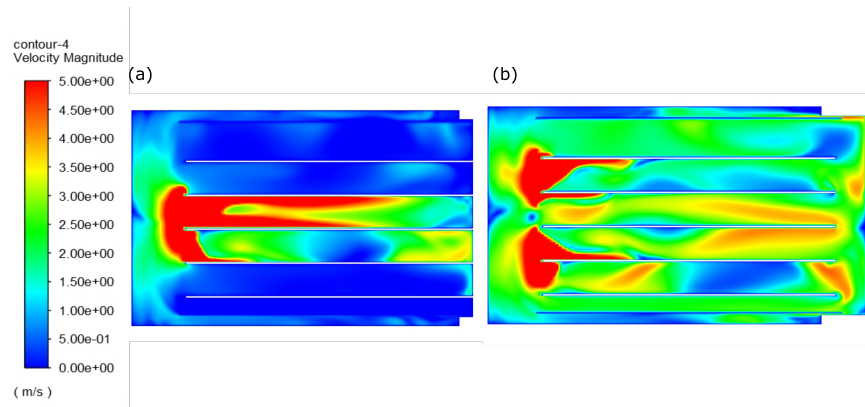 contour-4
Velocity Magnitude
(a)
(b)
5.00e+00
4.50e+00
4.00e+00
3.50e+00
3.00e+00
2.50e+00
2.00e+00
1.50e+00
1.00e+00
5.00e-01
0.00e+00
( m/s )